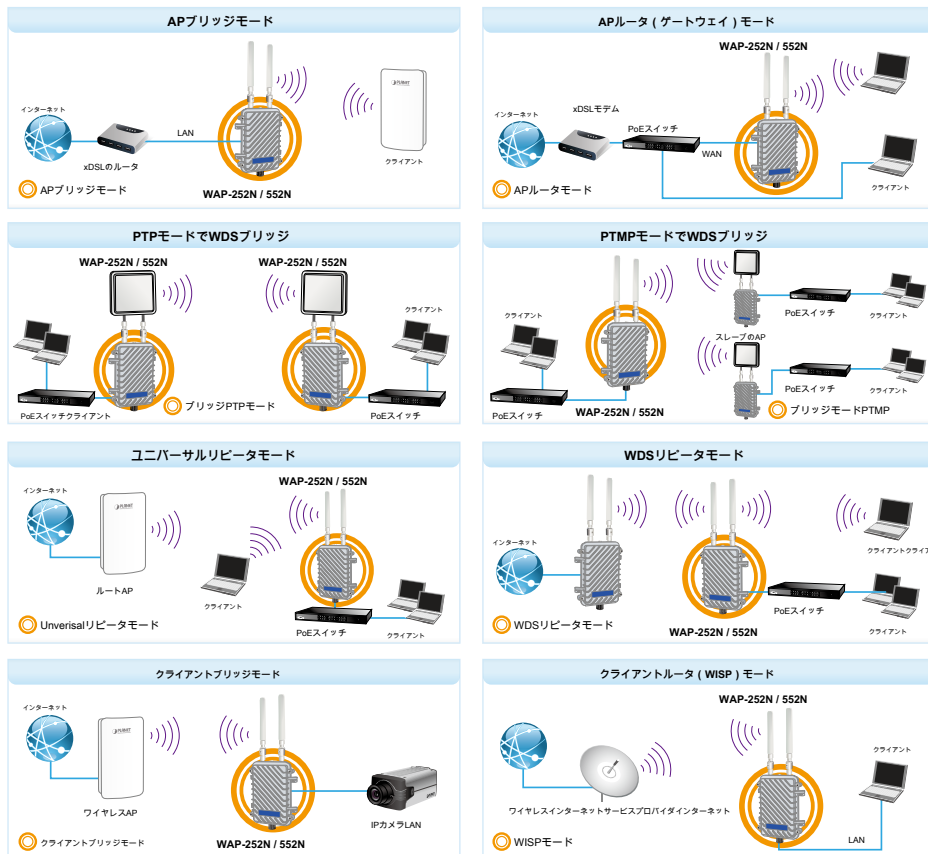 APブリッジモード
WAP-252N / 552N
インターネット
LAN
xDSLのルータ
PLANET
クライアント
APブリッジモード
APルータ ( ゲートウェイ ) モード
WAP-252N / 552N
インターネット
xDSLモデム
PoEスイッチ
WAN
クライアント
APルータモード
PTPモードでWDSブリッジ
WAP-252N / 552N
WAP-252N / 552N
クライアント
PoEスイッチクライアント
ブリッジPTPモード
PoEスイッチ
PTMPモードでWDSブリッジ
クライアント
PoEスイッチ
クライアント
スレーブのAP
PoEスイッチ
クライアント
PoEスイッチ
WAP-252N / 552N
ブリッジモードPTMP
ユニバーサルリピータモード
インターネット
WAP-252N / 552N
PLANET
ルートAP
クライアント
PoEスイッチ
クライアント
Unverisalリピータモード
WDSリピータモード
インターネット
クライアントクライア
PoEスイッチ
クライアント
WDSリピータモード
WAP-252N / 552N
クライアントブリッジモード
インターネット
PLANET
ワイヤレスAP
IPカメラLAN
クライアントブリッジモード
WAP-252N / 552N
クライアントルータ ( WISP ) モード
WAP-252N / 552N
インターネット
クライアント
ワイヤレスインターネットサービスプロバイダインターネット
LAN
WISPモード